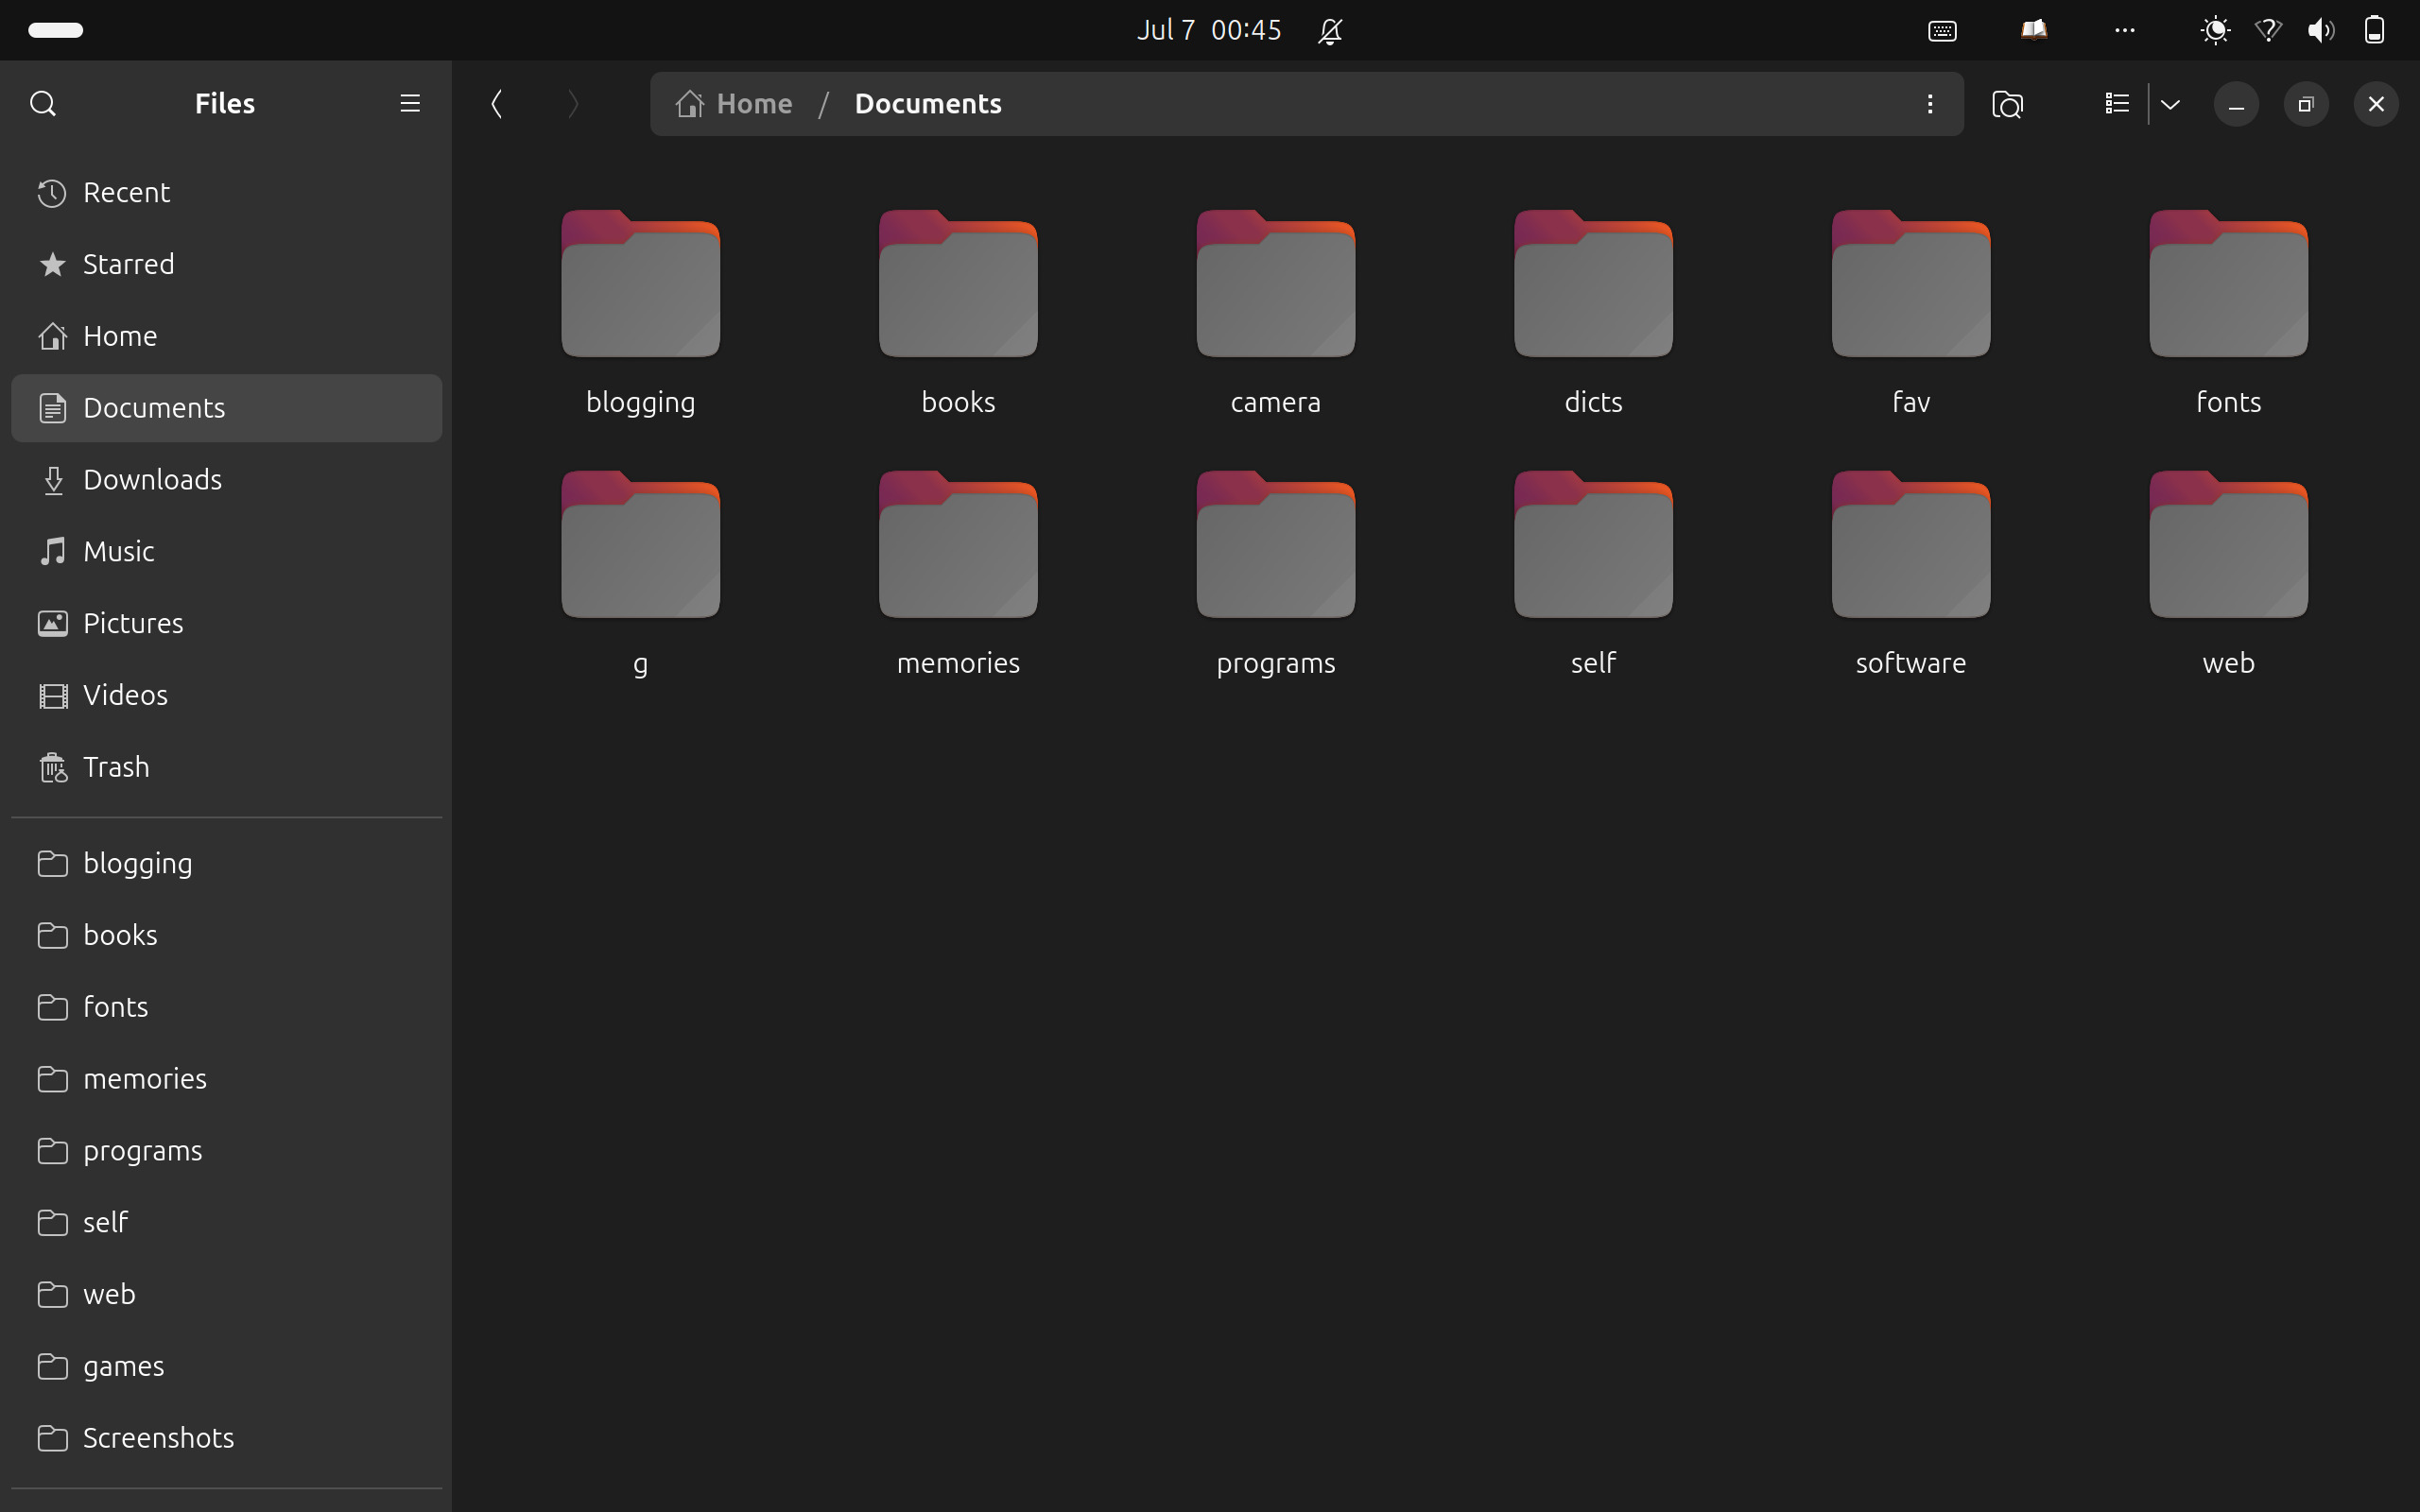 Jul 7 00:45
Files
Home / Documents
Recent
Starred
Home
Documents
Downloads
Music
Pictures
Videos
Trash
blogging
books
fonts
memories
programs
self
web
games
Screenshots
blogging books camera dicts fav fonts
g memories programs self software web